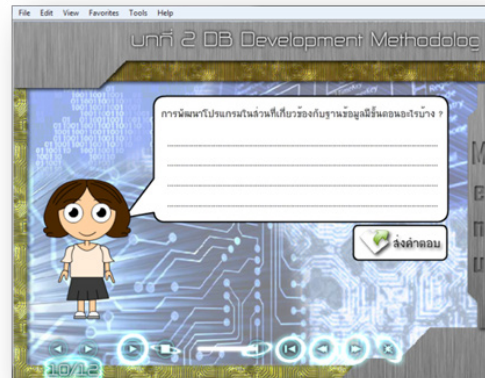 File Edit View Favorites Tools Help
บทที่ 2 DB Development Methodolog
การพัฒนาโปรแกรมในส่วนที่เกี่ยวข้องกับฐานข้อมูลมีขั้นตอนอะไรบ้าง ?
ส่งคำตอบ
10/12